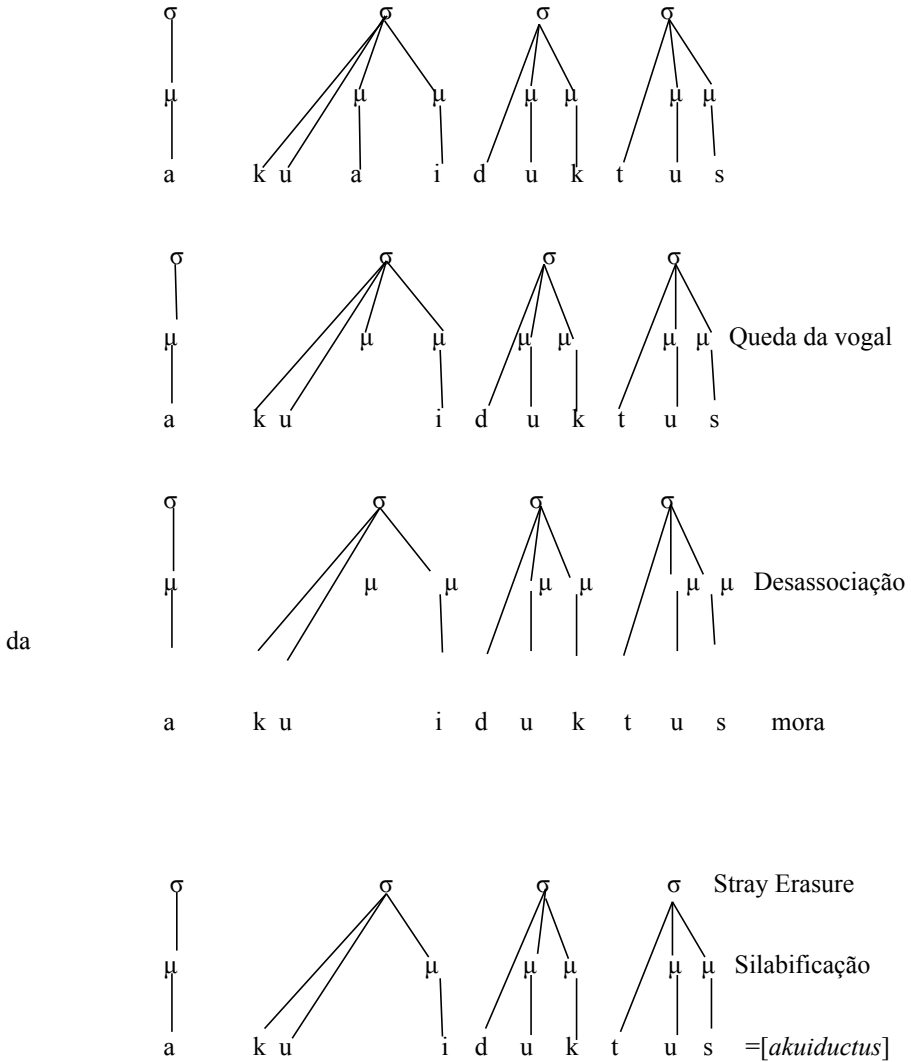 σ σ σ σ
μ μ μ μ μ μ μ
a k u a i d u k t u s
σ σ σ σ
μ μ μ μ μ μ μ Queda da vogal
a k u i d u k t u s
σ σ σ σ
μ μ μ μ μ μ μ Desassociação
da
a k u i d u k t u s mora
σ σ σ σ Stray Erasure
μ μ μ μ μ μ Silabificação
a k u i d u k t u s =[akuiductus]